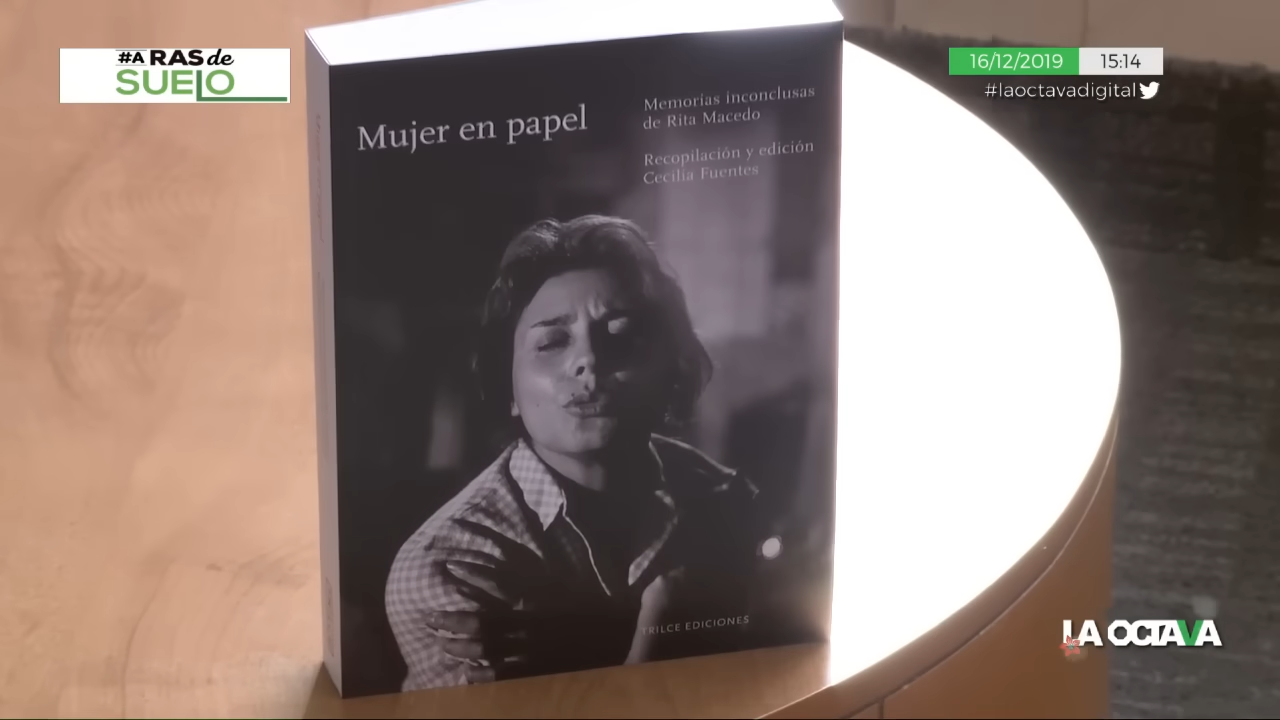 #A RAS de
SUELO
16/12/2019
15:14
#laoctavadigital
Mujer en papel
Memorias inconclusas
de Rita Macedo
Recopilación y edición
Cecilia Fuentes
TRILCE EDICIONES
LA OCTAVA